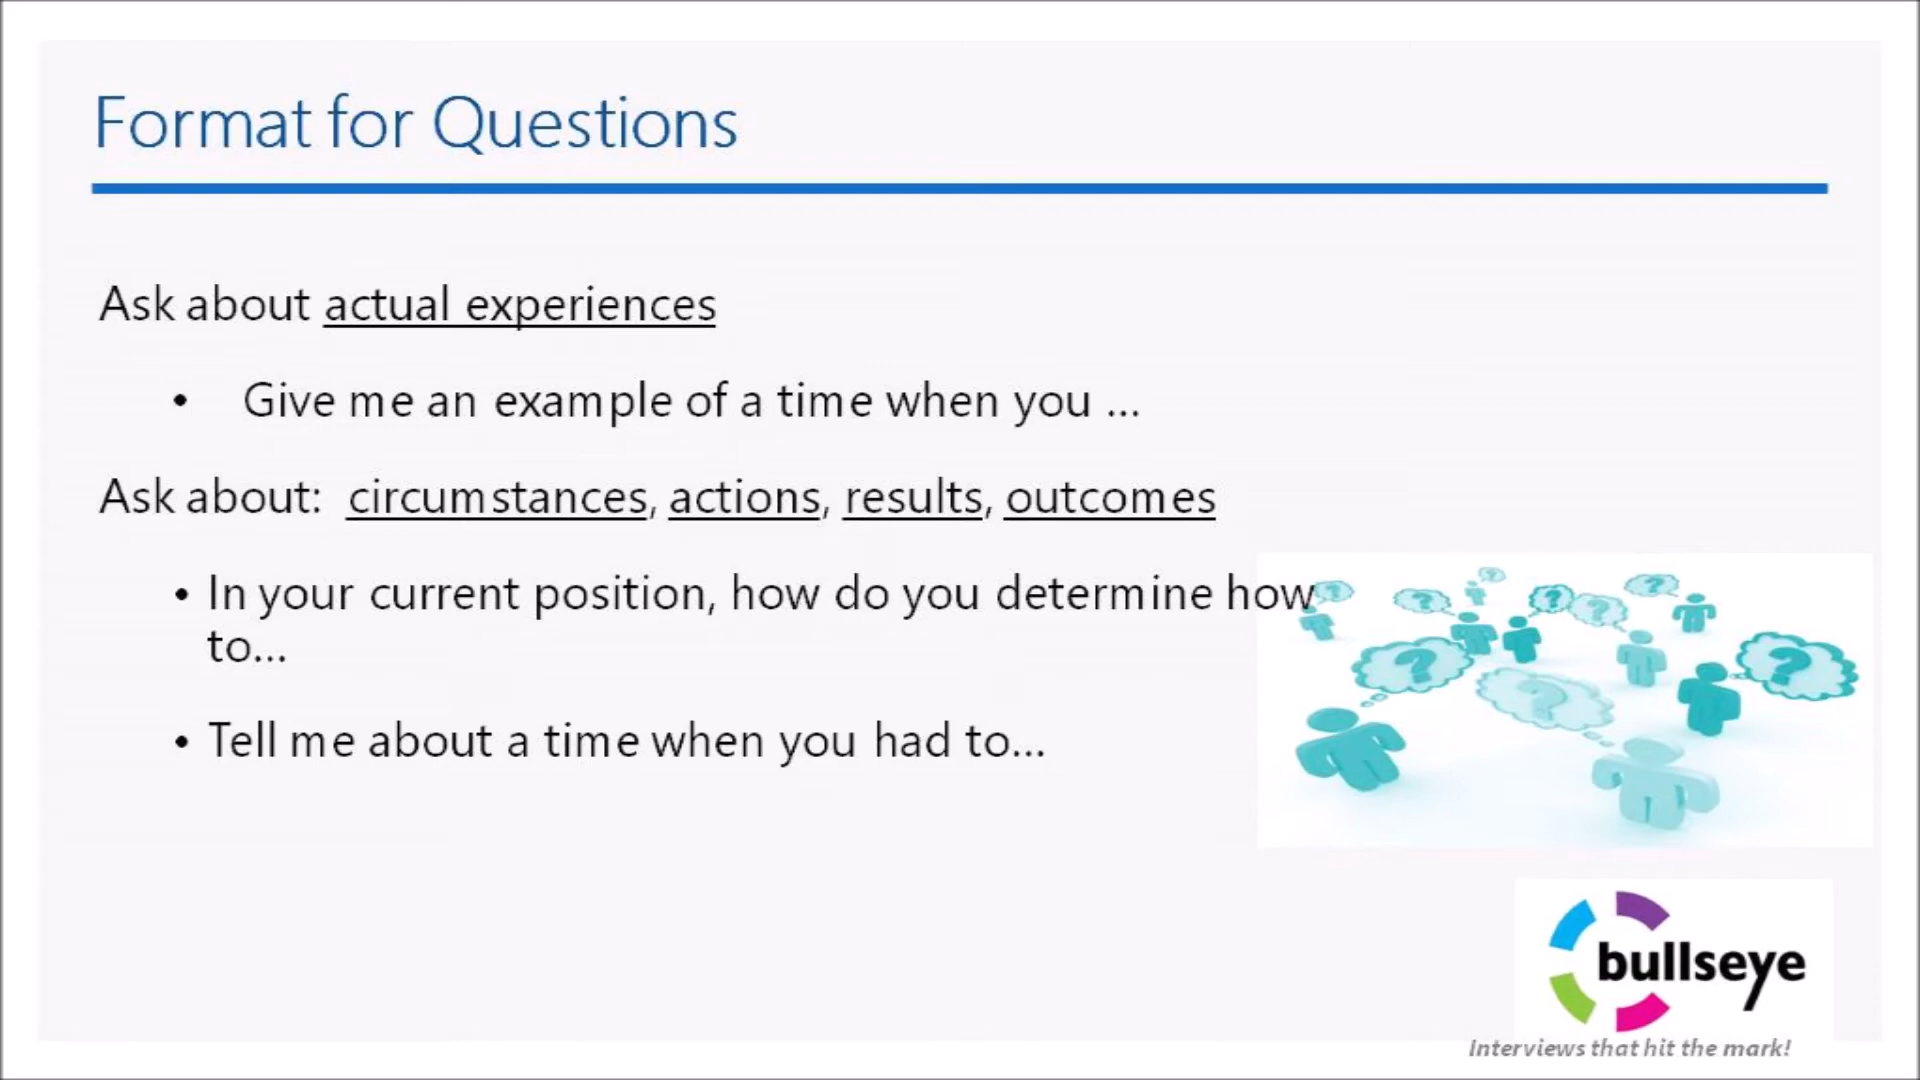 Format for Questions
Ask about actual experiences
• Give me an example of a time when you ...
Ask about: circumstances, actions, results, outcomes
• In your current position, how do you determine how
to...
• Tell me about a time when you had to...
? ? ? ? ? ? ? ?
bullseye
Interviews that hit the mark!